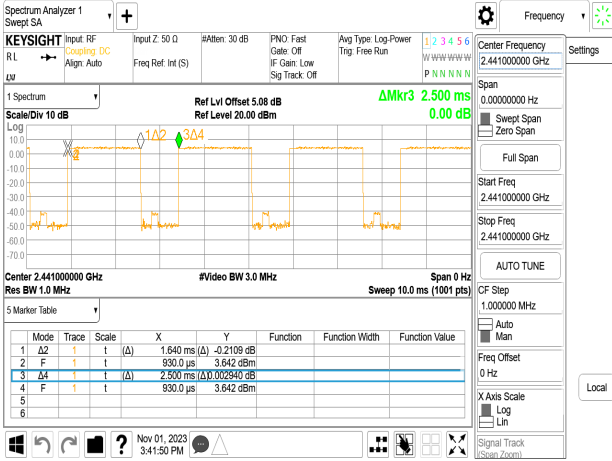 Spectrum Analyzer 1
Swept SA
Frequency
KEYSIGHT
Input: RF
Coupling: DC
Align: Auto
Input Z: 50 Ω
Freq Ref: Int (S)
#Atten: 30 dB
PNO: Fast
Gate: Off
IF Gain: Low
Sig Track: Off
Avg Type: Log-Power
Trig: Free Run
1 2 3 4 5 6
W W W W W W
P N N N N N
R L
LXI
1 Spectrum
Scale/Div 10 dB
Ref Lvl Offset 5.08 dB
Ref Level 20.00 dBm
ΔMkr3 2.500 ms
0.00 dB
Log
10.0
0.00
-10.0
-20.0
-30.0
-40.0
-50.0
-60.0
-70.0
1Δ2
3Δ4
Center 2.441000000 GHz
#Video BW 3.0 MHz
Span 0 Hz
Res BW 1.0 MHz
Sweep 10.0 ms (1001 pts)
5 Marker Table
Mode Trace Scale X Y Function Function Width Function Value
1 Δ2 1 t (Δ) 1.640 ms (Δ) -0.2109 dB
2 F 1 t 930.0 µs 3.642 dBm
3 Δ4 1 t (Δ) 2.500 ms (Δ)0.002940 dB
4 F 1 t 930.0 µs 3.642 dBm
5
6
Nov 01, 2023
3:41:50 PM
Center Frequency
2.441000000 GHz
Settings
Span
0.00000000 Hz
Swept Span
Zero Span
Full Span
Start Freq
2.441000000 GHz
Stop Freq
2.441000000 GHz
AUTO TUNE
CF Step
1.000000 MHz
Auto
Man
Freq Offset
0 Hz
Local
X Axis Scale
Log
Lin
Signal Track
(Span Zoom)